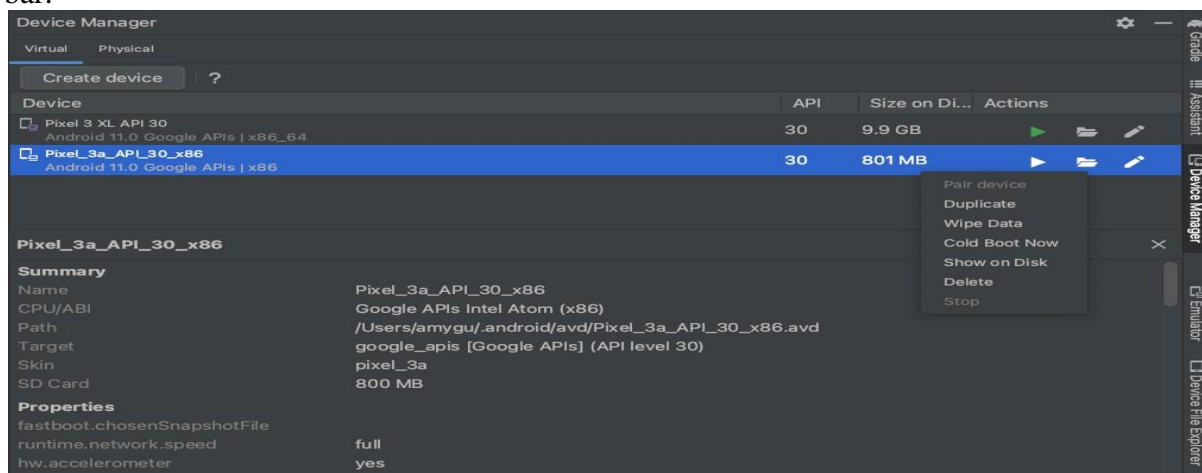 bar.
Device Manager
Virtual Physical
Create device ?
Device API Size on Di... Actions
Pixel 3 XL API 30
Android 11.0 Google APIs | x86_64
30 9.9 GB
Pixel_3a_API_30_x86
Android 11.0 Google APIs | x86
30 801 MB
Pair device
Duplicate
Wipe Data
Cold Boot Now
Show on Disk
Delete
Stop
Pixel_3a_API_30_x86
Summary
Name Pixel_3a_API_30_x86
CPU/ABI Google APIs Intel Atom (x86)
Path /Users/amygu/.android/avd/Pixel_3a_API_30_x86.avd
Target google_apis [Google APIs] (API level 30)
Skin pixel_3a
SD Card 800 MB
Properties
fastboot.chosenSnapshotFile
runtime.network.speed full
hw.accelerometer yes
Gradle
Assistant
Device Manager
Emulator
Device File Explorer